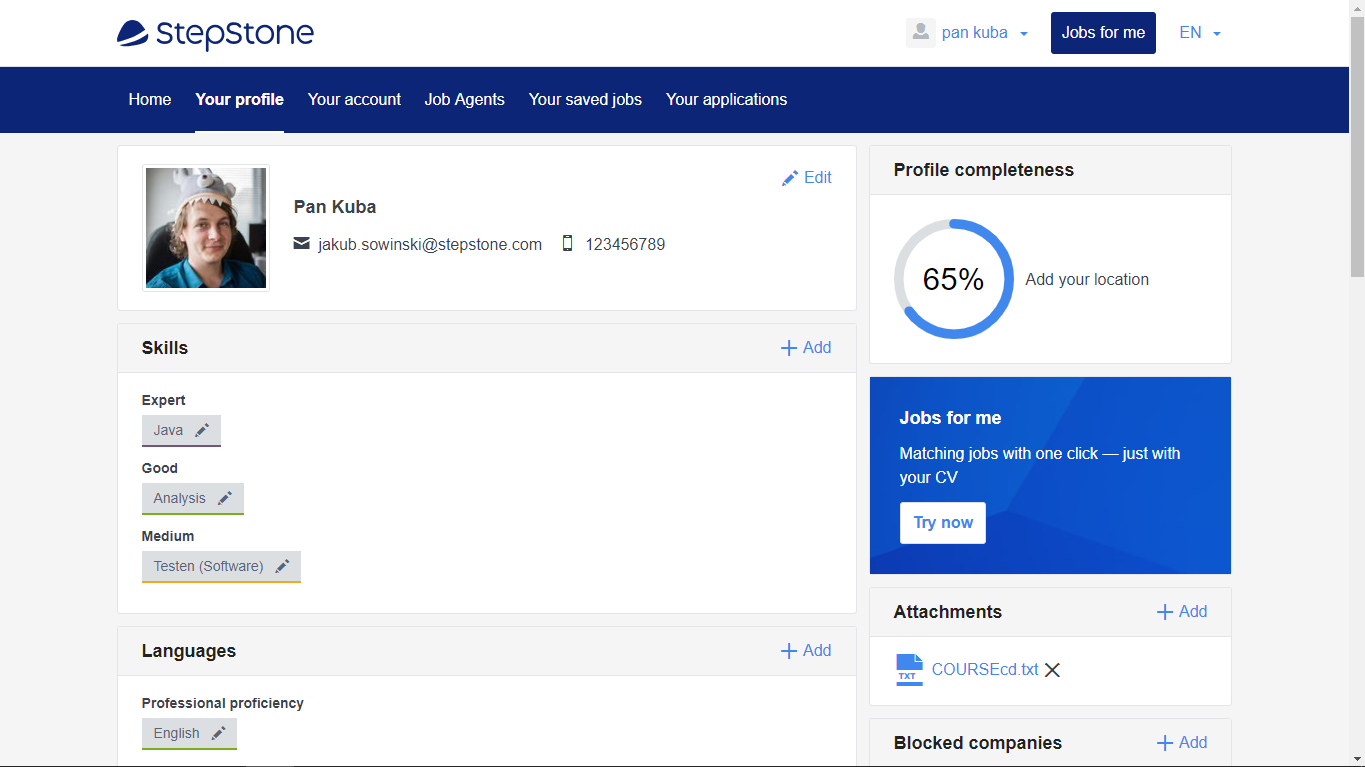 StepStone
pan kuba
Jobs for me
EN
Home
Your profile
Your account
Job Agents
Your saved jobs
Your applications
Edit
Pan Kuba
jakub.sowinski@stepstone.com
123456789
Skills
Add
Expert
Java
Good
Analysis
Medium
Testen (Software)
Languages
Add
Professional proficiency
English
Profile completeness
65%
Add your location
Jobs for me
Matching jobs with one click — just with
your CV
Try now
Attachments
Add
TXT
COURSEcd.txt
Blocked companies
Add